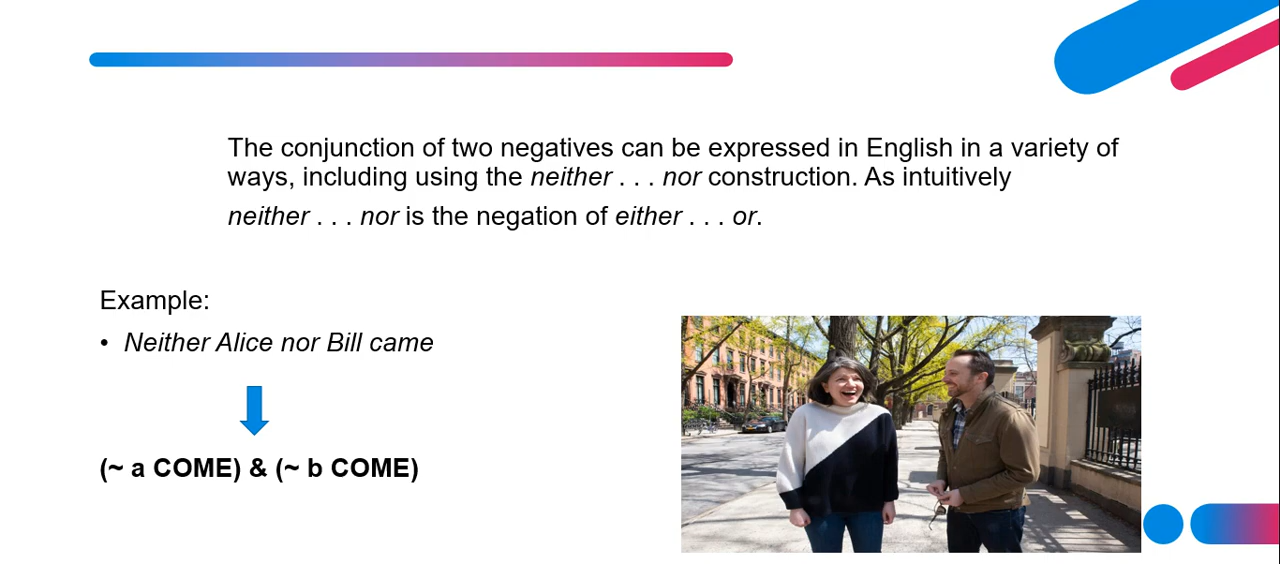 The conjunction of two negatives can be expressed in English in a variety of
ways, including using the neither . . . nor construction. As intuitively
neither . . . nor is the negation of either . . . or.
Example:
• Neither Alice nor Bill came
(~ a COME) & (~ b COME)